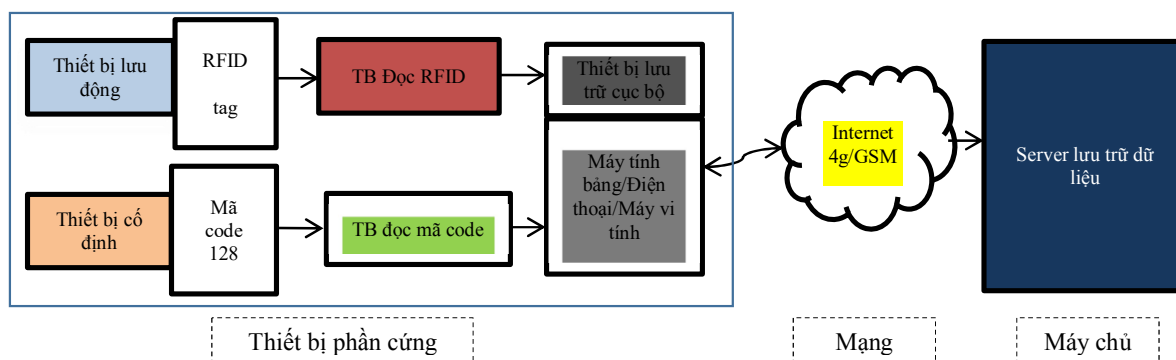 Thiết bị lưu
động
RFID
tag
TB Đọc RFID
Thiết bị lưu
trữ cục bộ
Thiết bị cố
định
Mã
code
128
TB đọc mã code
Máy tính
bảng/Điện
thoại/Máy vi
tính
Internet
4g/GSM
Server lưu trữ dữ
liệu
Thiết bị phần cứng
Mạng
Máy chủ